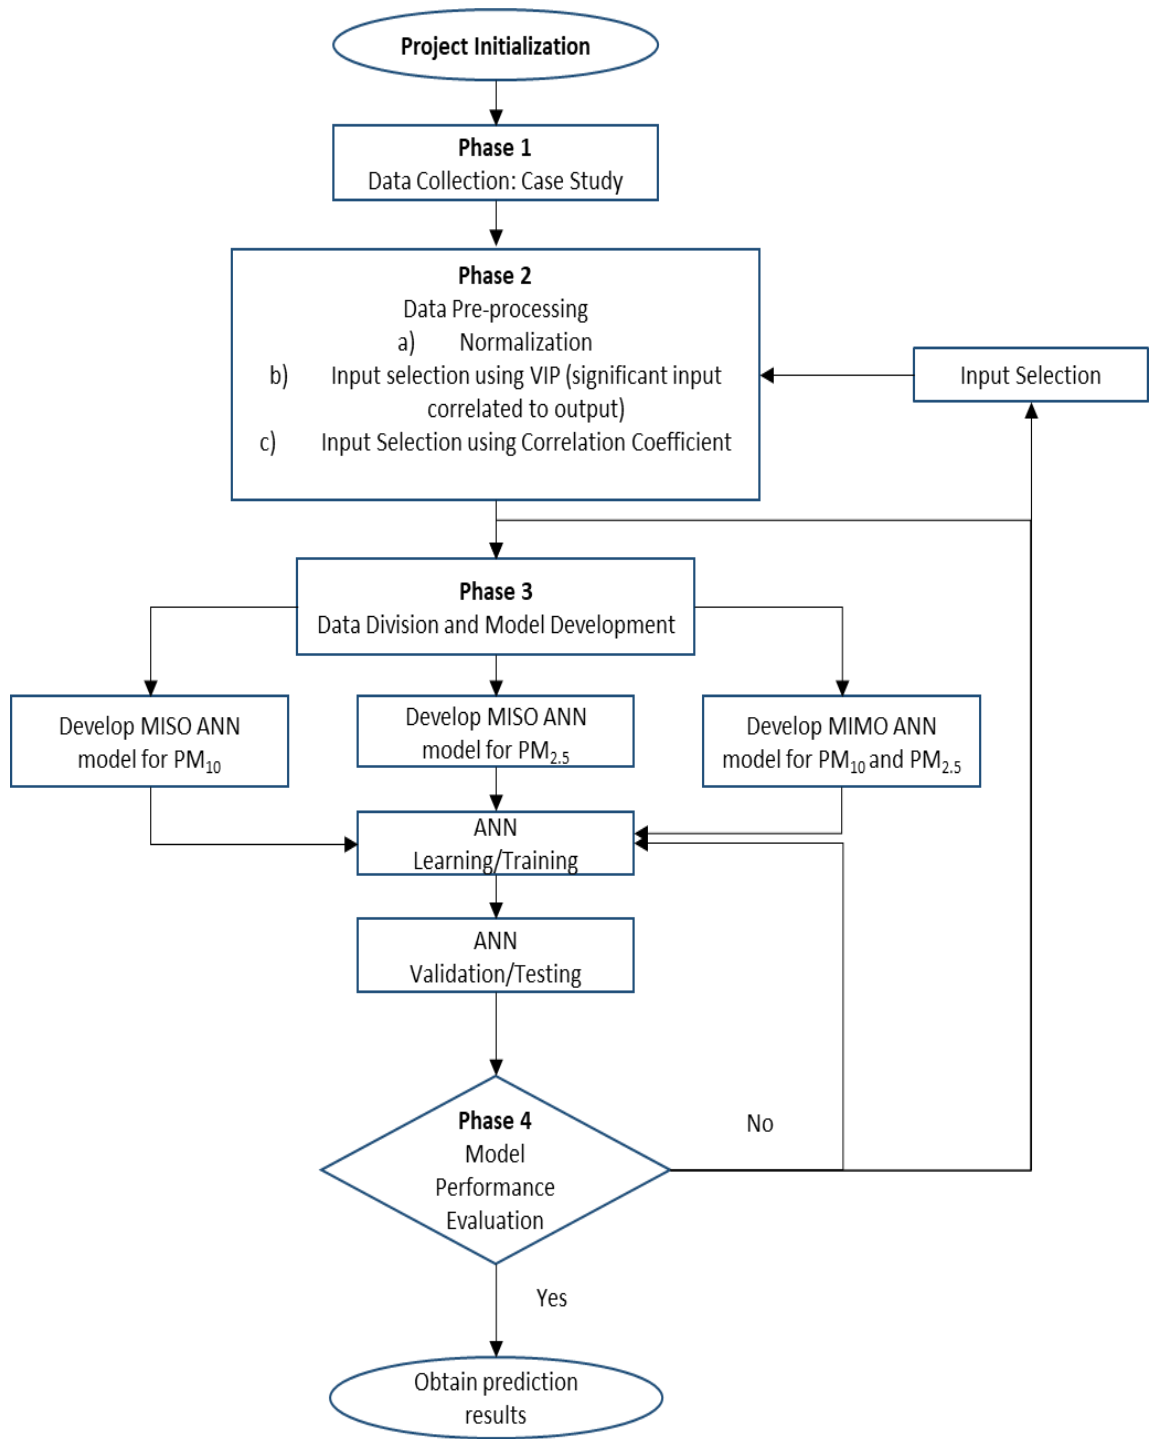 Project Initialization
Phase 1
Data Collection: Case Study
Phase 2
Data Pre-processing
a) Normalization
b) Input selection using VIP (significant input
correlated to output)
c) Input Selection using Correlation Coefficient
Input Selection
Phase 3
Data Division and Model Development
Develop MISO ANN
model for PM10
Develop MISO ANN
model for PM2.5
Develop MIMO ANN
model for PM10 and PM2.5
ANN
Learning/Training
ANN
Validation/Testing
Phase 4
Model
Performance
Evaluation
No
Yes
Obtain prediction
results